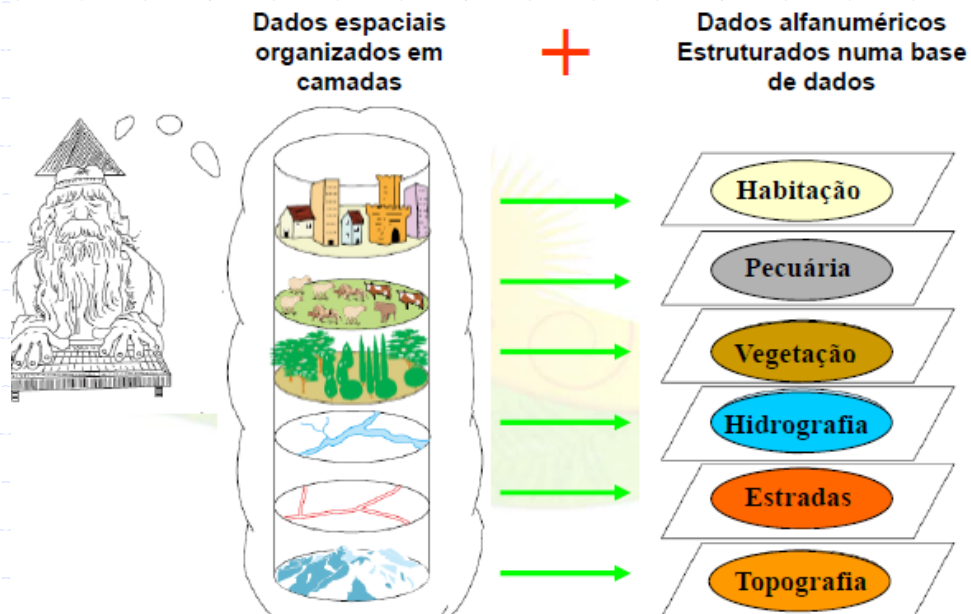 Dados espaciais
organizados em
camadas
+
Dados alfanuméricos
Estruturados numa base
de dados
Habitação
Pecuária
Vegetação
Hidrografia
Estradas
Topografia